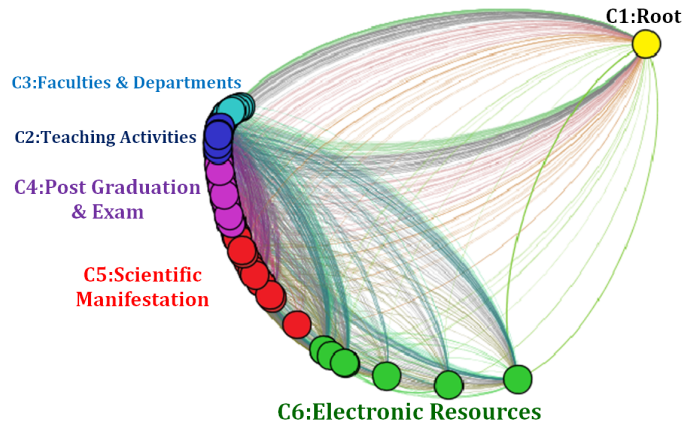 C1:Root
C3:Faculties & Departments
C2:Teaching Activities
C4:Post Graduation
& Exam
C5:Scientific
Manifestation
C6:Electronic Resources